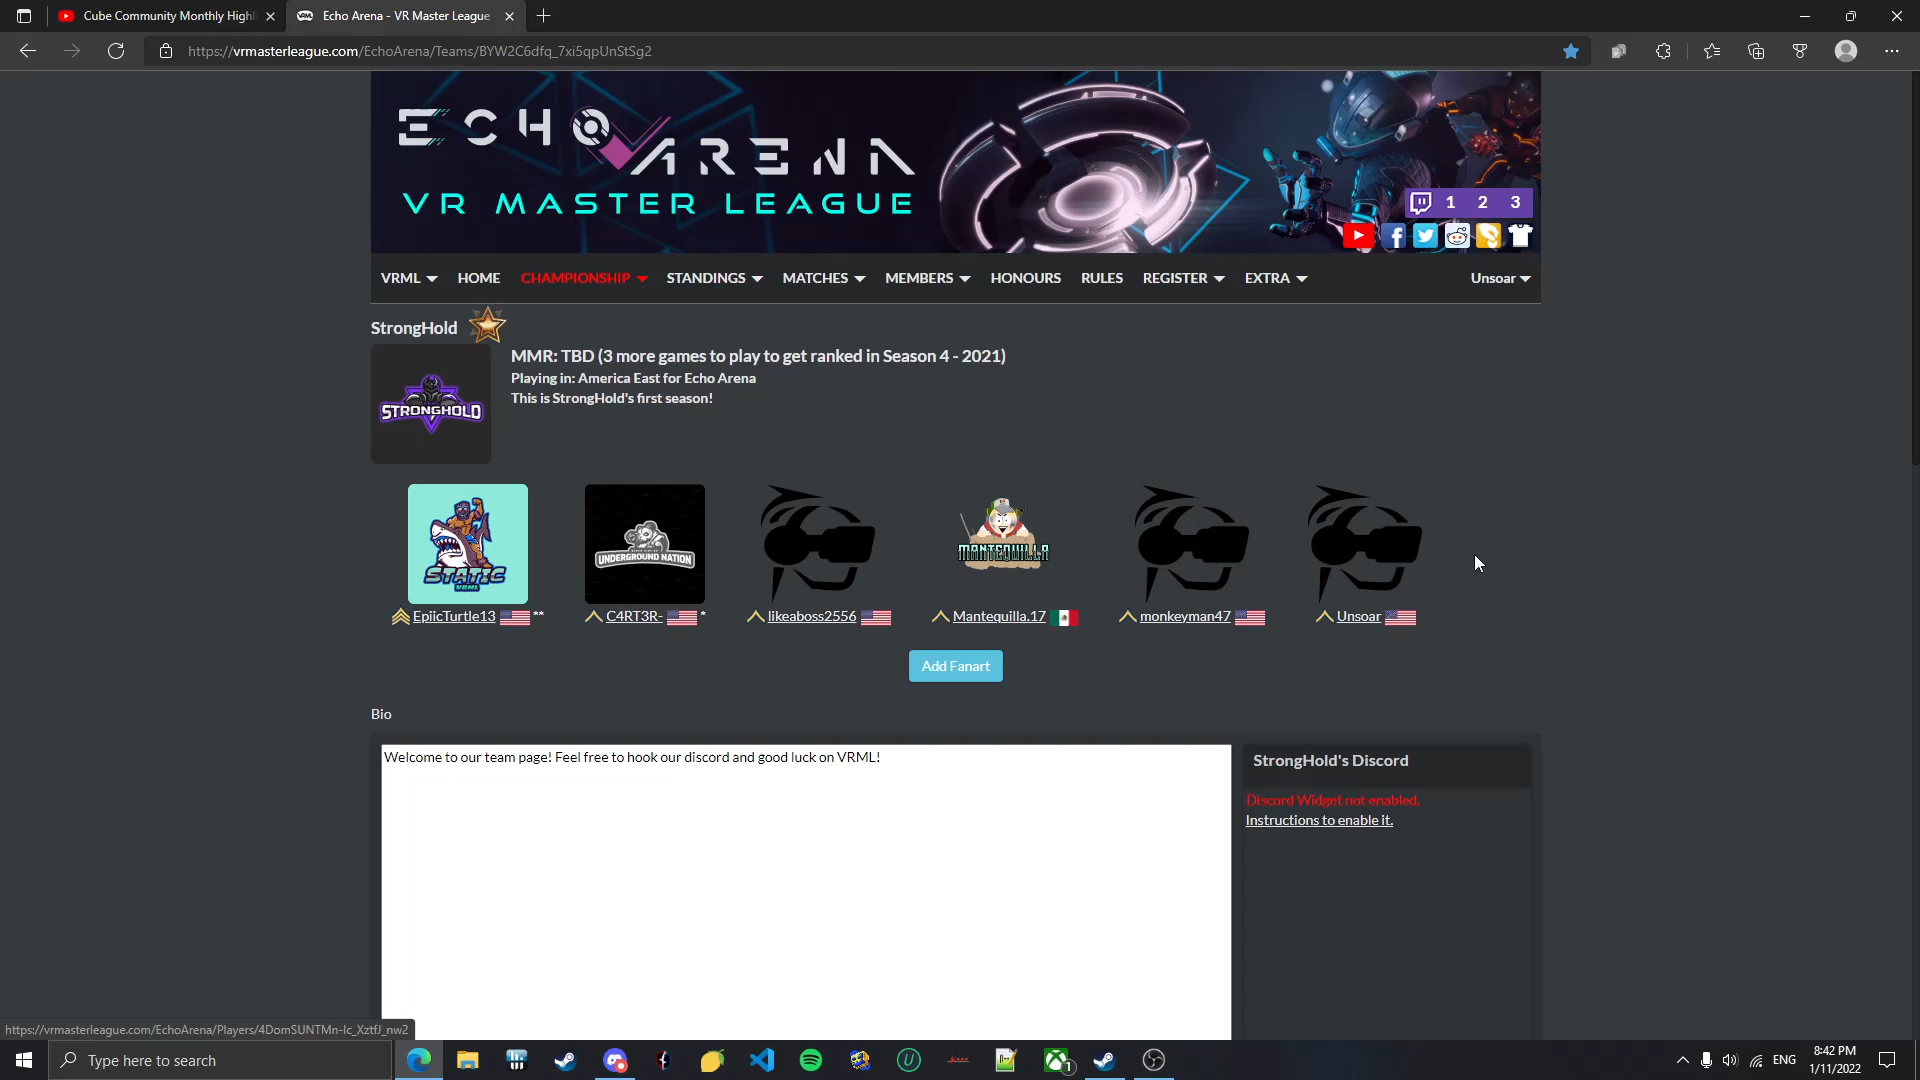 Cube Community Monthly Highl
Echo Arena - VR Master League
https://vrmasterleague.com/EchoArena/Teams/BYW2C6dfq_7xi5qpUnStSg2
ECHO
ARENA
VR MASTER LEAGUE
1 2 3
VRML HOME CHAMPIONSHIP STANDINGS MATCHES MEMBERS HONOURS RULES REGISTER EXTRA Unsoar
StrongHold
MMR: TBD (3 more games to play to get ranked in Season 4 - 2021)
Playing in: America East for Echo Arena
This is StrongHold's first season!
STRONGHOLD
STATIC
VRML
UNDERGROUND NATION
MANTEQUILLA
EpiicTurtle13 ** C4RT3R- * likeaboss2556 Mantequilla.17 monkeyman47 Unsoar
Add Fanart
Bio
Welcome to our team page! Feel free to hook our discord and good luck on VRML!
StrongHold's Discord
Discord Widget not enabled.
Instructions to enable it.
https://vrmasterleague.com/EchoArena/Players/4DomSUNTMn-Ic_XztfJ_nw2
Type here to search
1
ENG
8:42 PM
1/11/2022